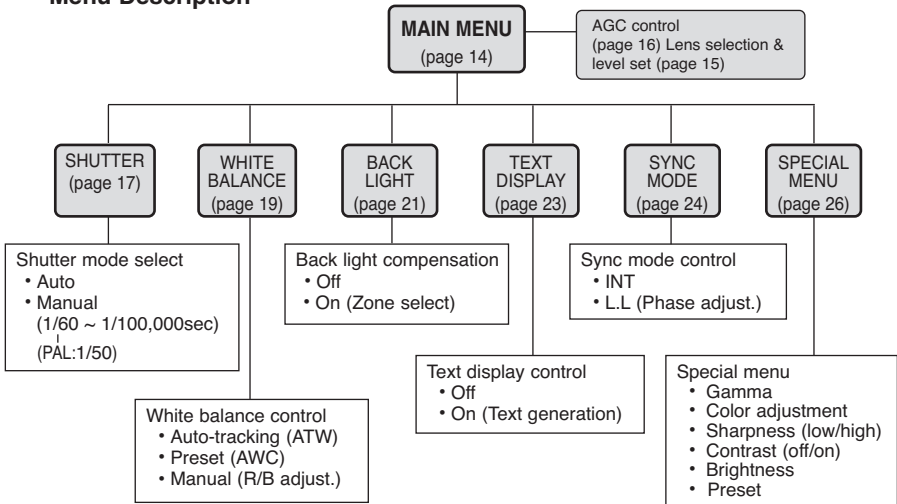 Menu Description
MAIN MENU
(page 14)
AGC control
(page 16) Lens selection &
level set (page 15)
SHUTTER
(page 17)
WHITE
BALANCE
(page 19)
BACK
LIGHT
(page 21)
TEXT
DISPLAY
(page 23)
SYNC
MODE
(page 24)
SPECIAL
MENU
(page 26)
Shutter mode select
• Auto
• Manual
(1/60 ~ 1/100,000sec)
(PAL:1/50)
Back light compensation
• Off
• On (Zone select)
Sync mode control
• INT
• L.L (Phase adjust.)
White balance control
• Auto-tracking (ATW)
• Preset (AWC)
• Manual (R/B adjust.)
Text display control
• Off
• On (Text generation)
Special menu
• Gamma
• Color adjustment
• Sharpness (low/high)
• Contrast (off/on)
• Brightness
• Preset